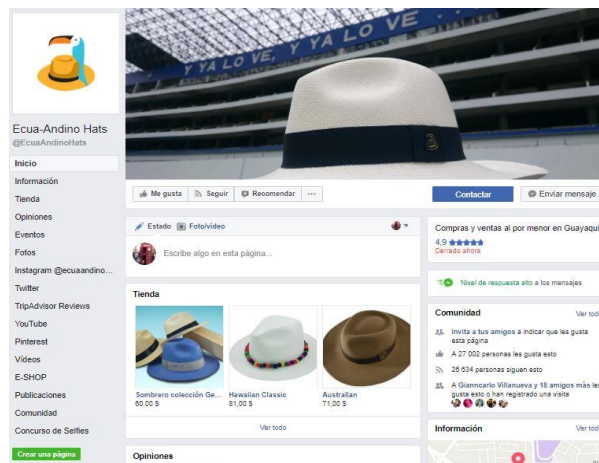 Y YA LO VE, Y YA LO VE
Ecua-Andino Hats
@EcuaAndinoHats
Inicio
Información
Tienda
Opiniones
Eventos
Fotos
Instagram @ecuaandino...
Twitter
TripAdvisor Reviews
YouTube
Pinterest
Vídeos
E-SHOP
Publicaciones
Comunidad
Concurso de Selfies
Crear una página
Me gusta Seguir Recomendar ...
Contactar Enviar mensaje
Estado Foto/vídeo
Escribe algo en esta página...
Tienda
Sombrero colección Ge... Hawaiian Classic Australian
60,00 $ 81,00 $ 71,00 $
Ver todo
Opiniones
Compras y ventas al por menor en Guayaqui
4,9
Cerrado ahora
Nivel de respuesta alto a los mensajes
Comunidad Ver todo
Invita a tus amigos a indicar que les gusta
esta página
A 27 002 personas les gusta esto
26 634 personas siguen esto
A Gianncarlo Villanueva y 18 amigos más les
gusta esto o han registrado una visita
Información Ver todo